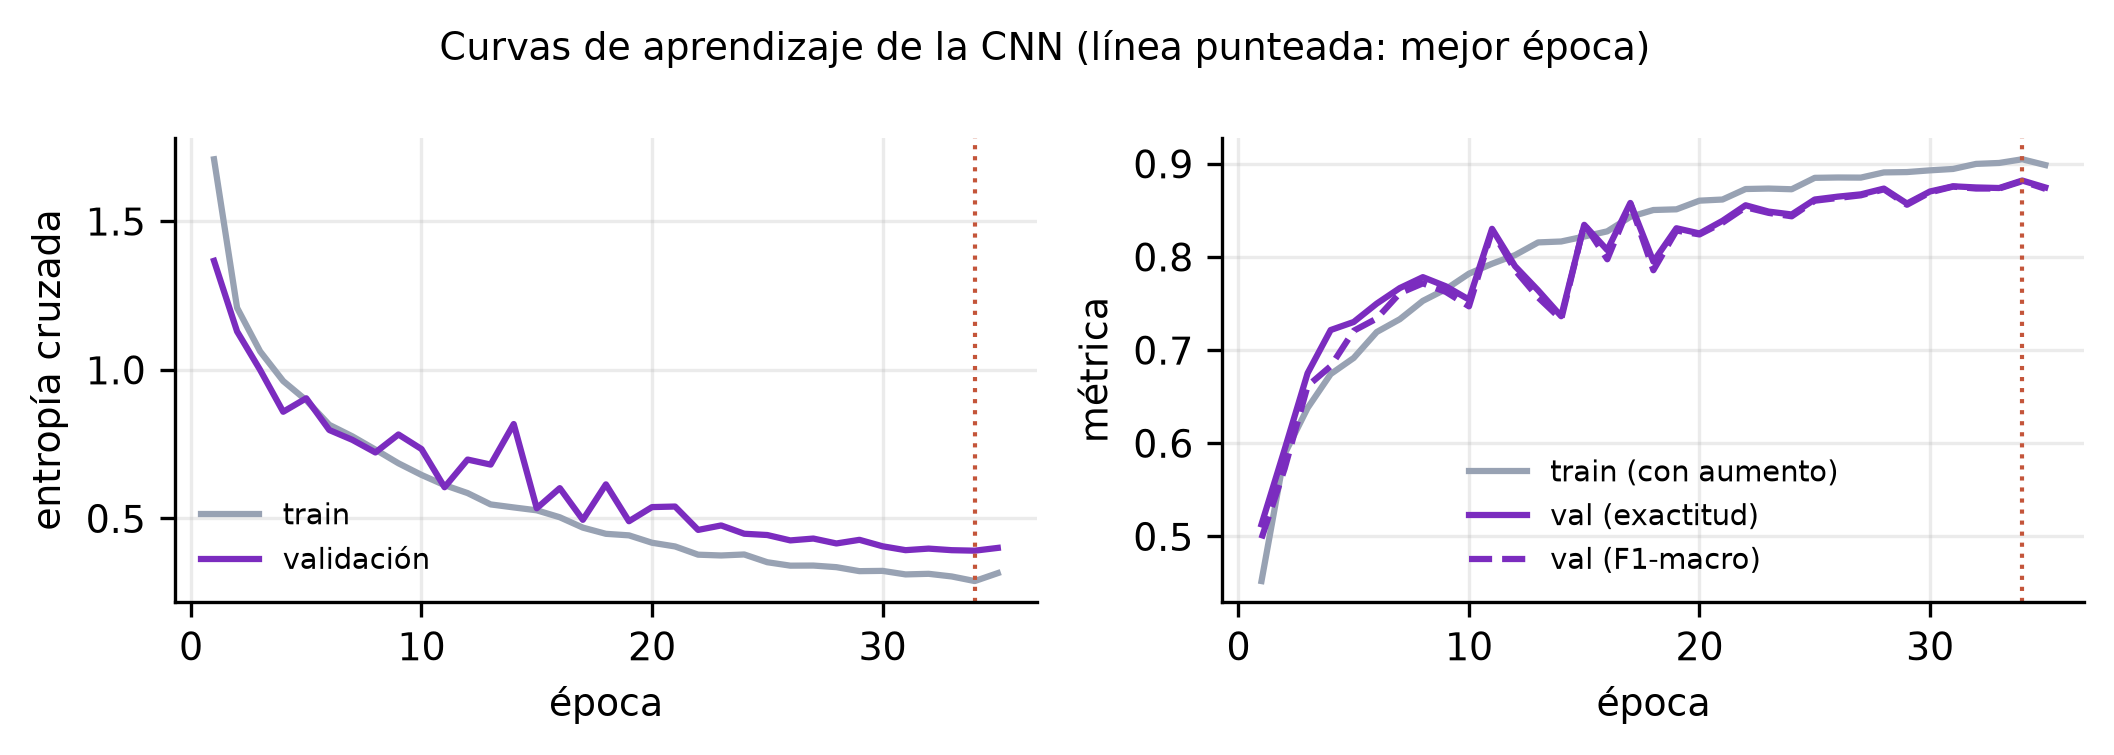 Curvas de aprendizaje de la CNN (línea punteada: mejor época)
entropía cruzada
1.5
1.0
0.5
train
validación
0
10
20
30
época
métrica
0.9
0.8
0.7
0.6
0.5
train (con aumento)
val (exactitud)
val (F1-macro)
0
10
20
30
época